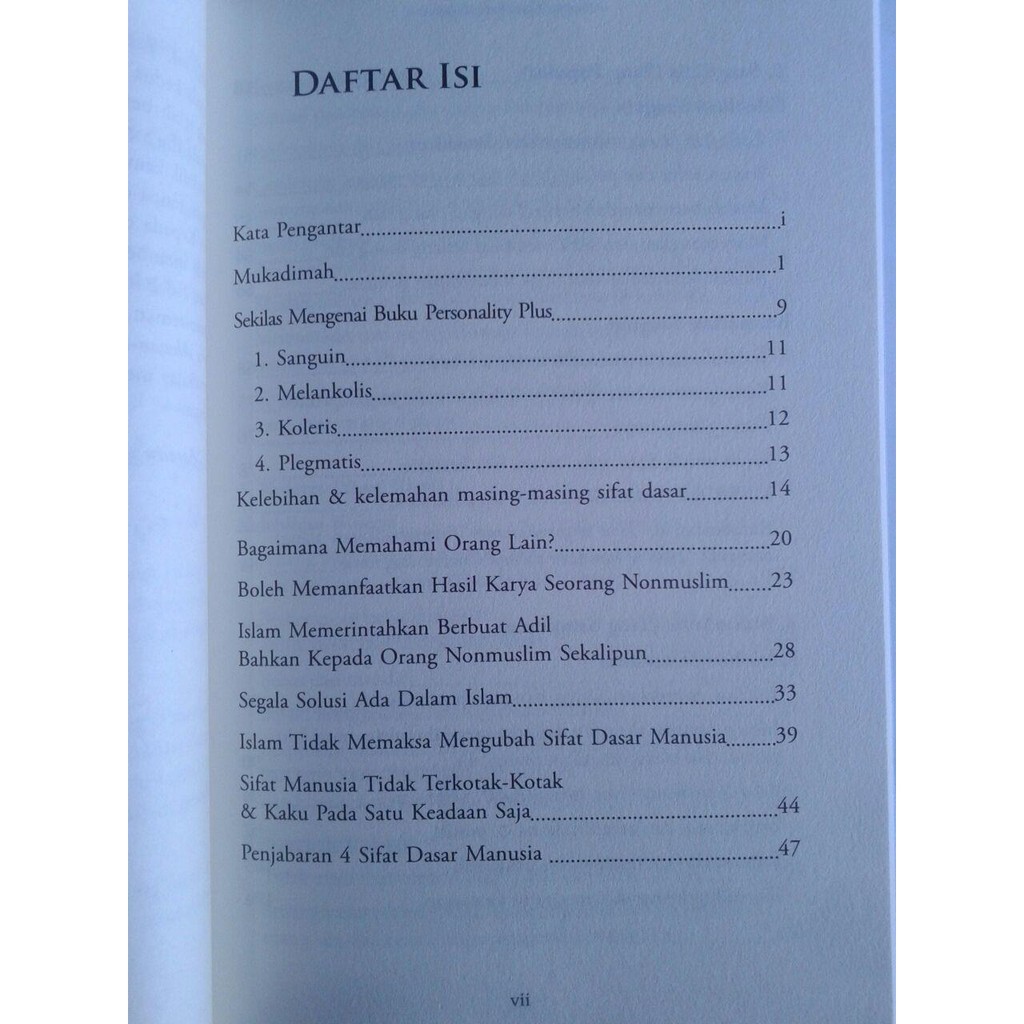 DAFTAR ISI
Kata Pengantar i
Mukadimah 1
Sekilas Mengenai Buku Personality Plus 9
1. Sanguin 11
2. Melankolis 11
3. Koleris 12
4. Plegmatis 13
Kelebihan & kelemahan masing-masing sifat dasar 14
Bagaimana Memahami Orang Lain? 20
Boleh Memanfaatkan Hasil Karya Seorang Nonmuslim 23
Islam Memerintahkan Berbuat Adil
Bahkan Kepada Orang Nonmuslim Sekalipun 28
Segala Solusi Ada Dalam Islam 33
Islam Tidak Memaksa Mengubah Sifat Dasar Manusia 39
Sifat Manusia Tidak Terkotak-Kotak
& Kaku Pada Satu Keadaan Saja 44
Penjabaran 4 Sifat Dasar Manusia 47
vii